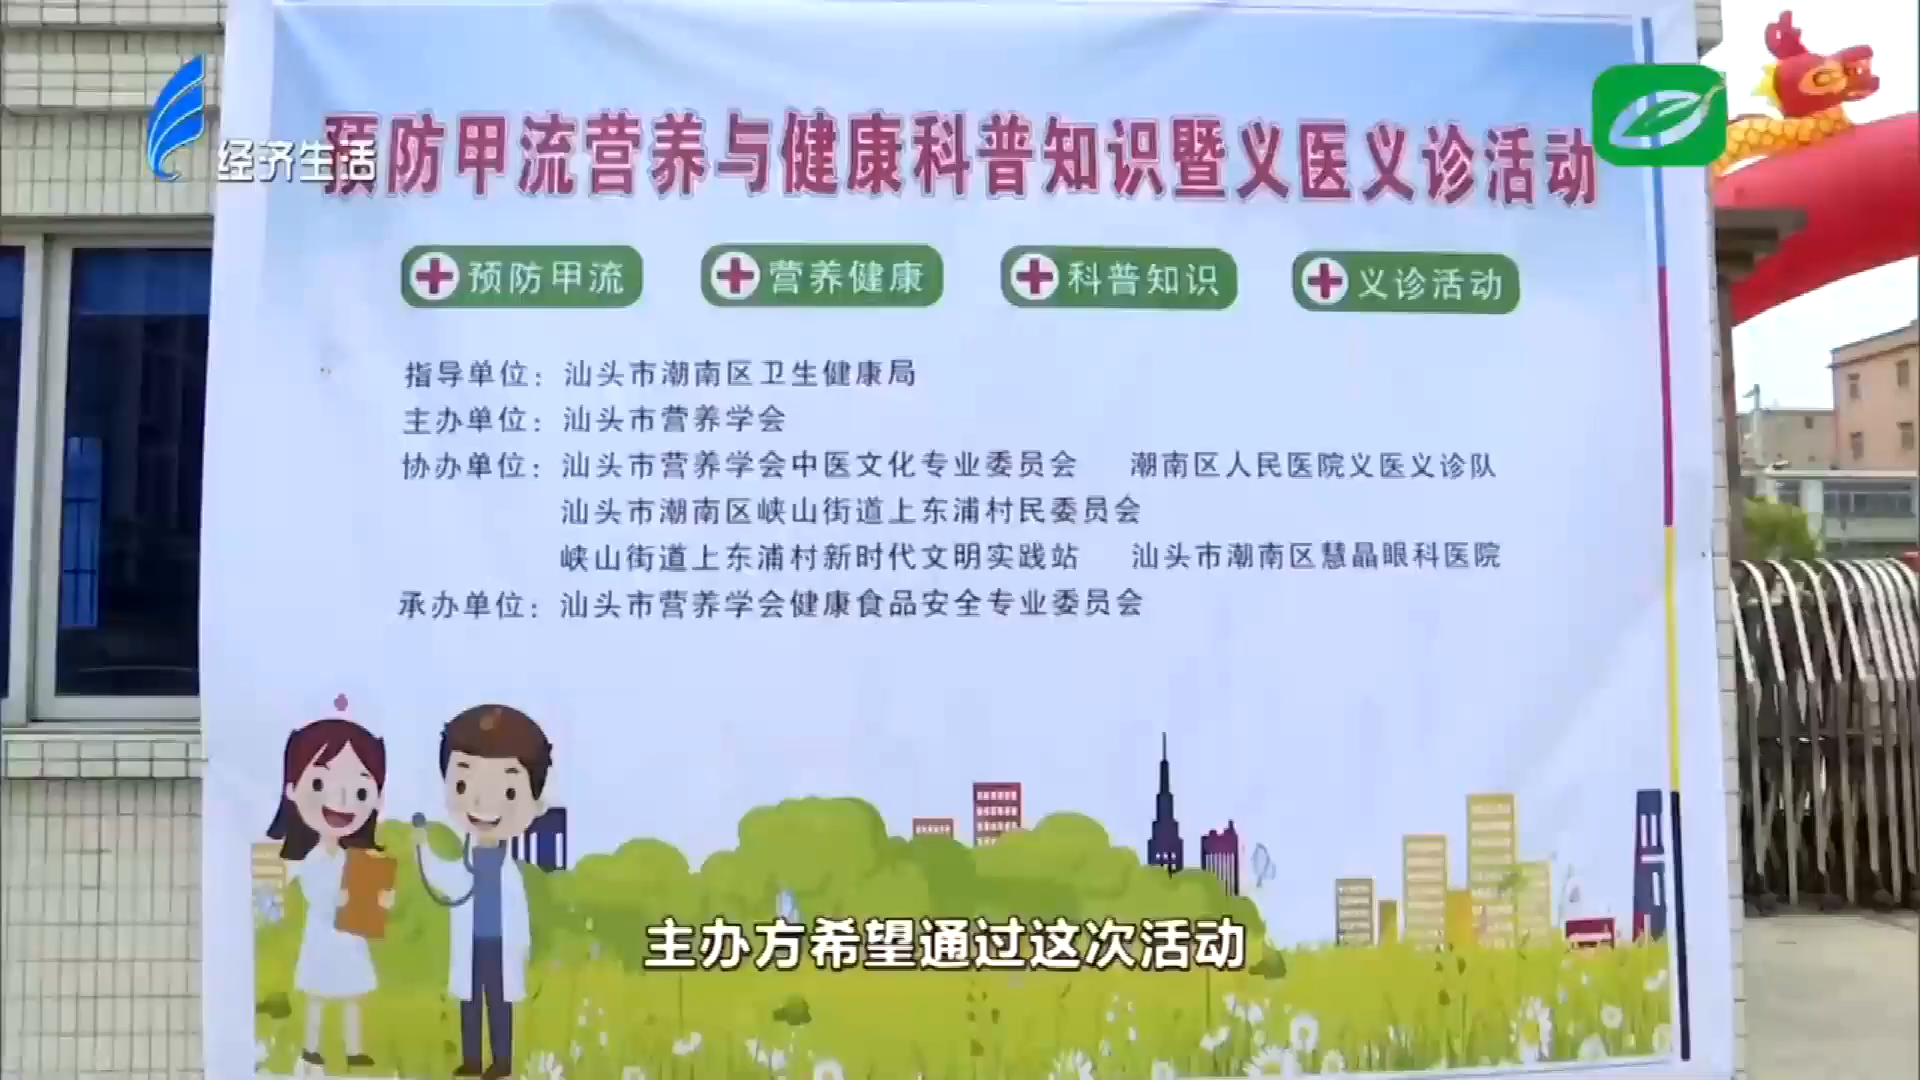 预防甲流营养与健康科普知识暨义医义诊活动
经济生活
预防甲流 营养健康 科普知识 义诊活动
指导单位：汕头市潮南区卫生健康局
主办单位：汕头市营养学会
协办单位：汕头市营养学会中医文化专业委员会 潮南区人民医院义医义诊队
汕头市潮南区峡山街道上东浦村民委员会
峡山街道上东浦村新时代文明实践站 汕头市潮南区慧晶眼科医院
承办单位：汕头市营养学会健康食品安全专业委员会
主办方希望通过这次活动